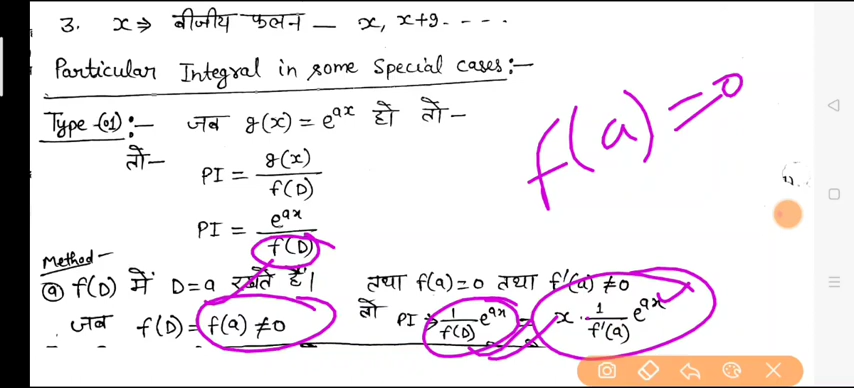 3. x ⇒ बीजीय फलन — x, x+9 - - - -
Particular Integral in some Special cases:—
Type-(01):— जब g(x) = e^{ax} हो तो—
तो— PI = g(x)/f(D)
PI = e^{ax}/f(D)
f(a) = 0
Method—
ⓐ f(D) में D=a रखते हैं।
जब f(D) = f(a) ≠ 0
तथा f(a)=0 तथा f'(a) ≠ 0
तो PI ⇒ 1/f(D) e^{ax} = x · 1/f'(a) e^{ax}